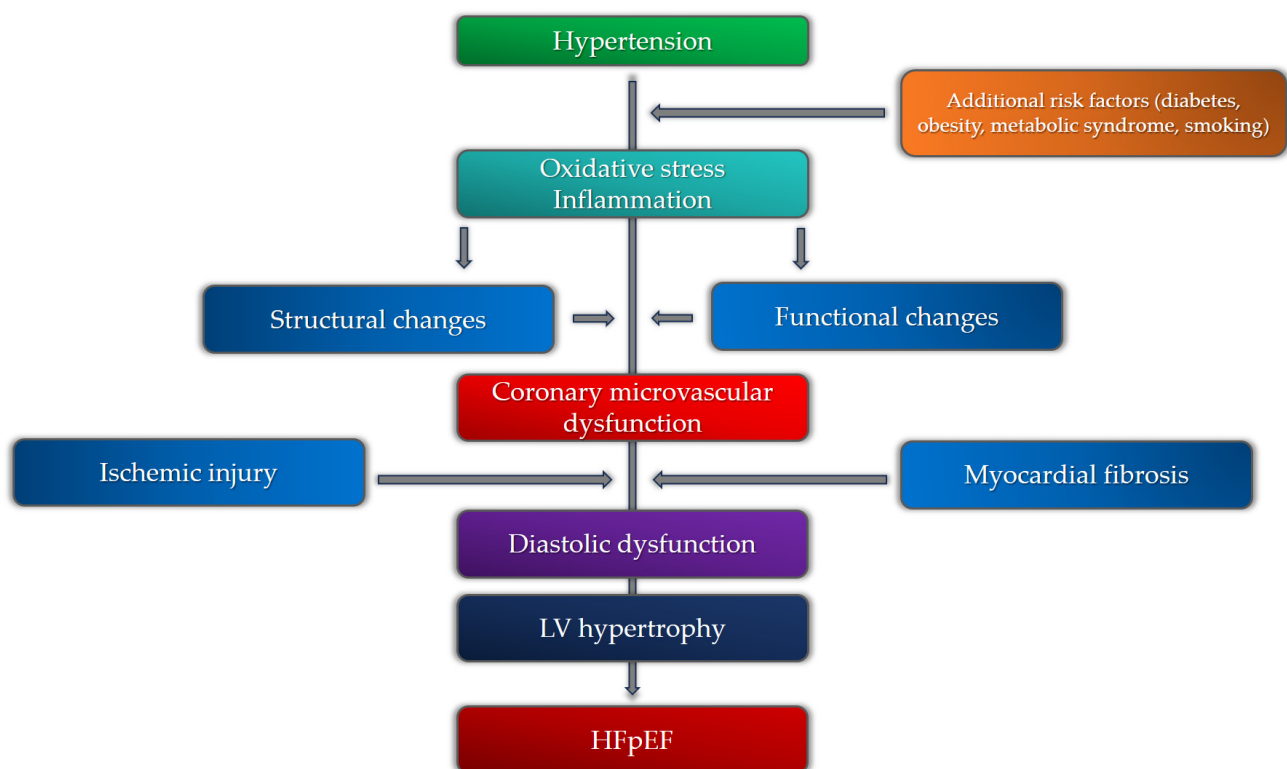 Hypertension
Additional risk factors (diabetes,
obesity, metabolic syndrome, smoking)
Oxidative stress
Inflammation
Structural changes
Functional changes
Coronary microvascular
dysfunction
Ischemic injury
Myocardial fibrosis
Diastolic dysfunction
LV hypertrophy
HFpEF